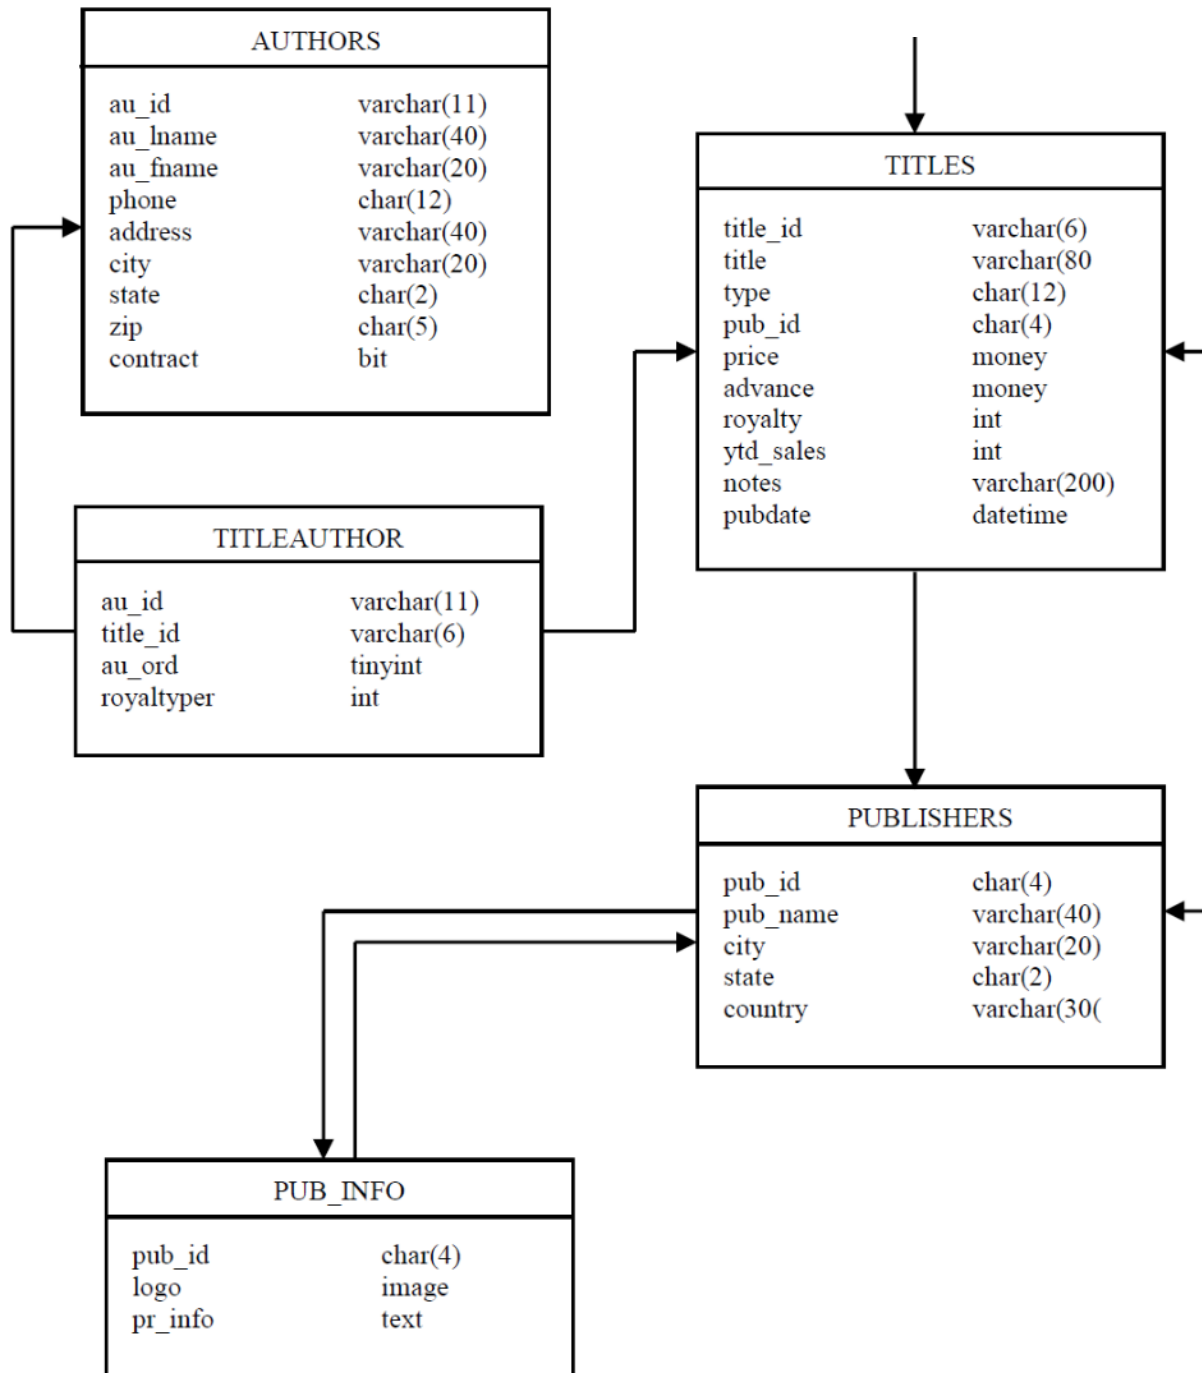 AUTHORS
au_id varchar(11)
au_lname varchar(40)
au_fname varchar(20)
phone char(12)
address varchar(40)
city varchar(20)
state char(2)
zip char(5)
contract bit
TITLES
title_id varchar(6)
title varchar(80
type char(12)
pub_id char(4)
price money
advance money
royalty int
ytd_sales int
notes varchar(200)
pubdate datetime
TITLEAUTHOR
au_id varchar(11)
title_id varchar(6)
au_ord tinyint
royaltyper int
PUBLISHERS
pub_id char(4)
pub_name varchar(40)
city varchar(20)
state char(2)
country varchar(30(
PUB_INFO
pub_id char(4)
logo image
pr_info text